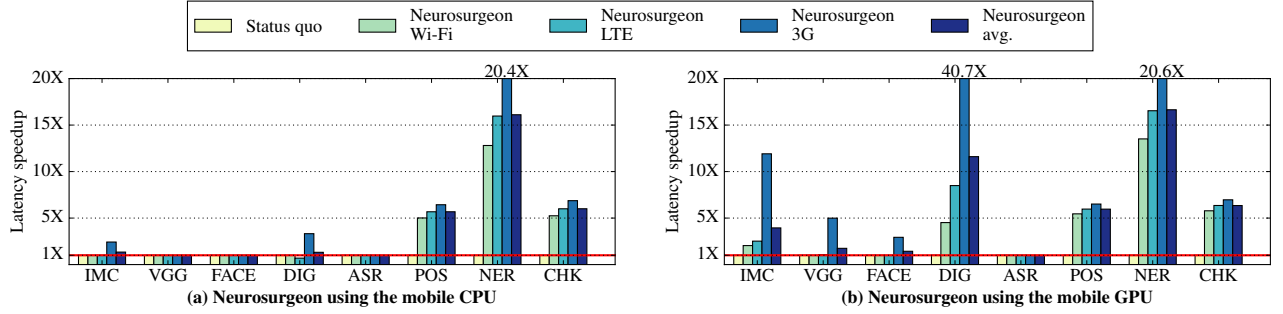 Status quo
Neurosurgeon Wi-Fi
Neurosurgeon LTE
Neurosurgeon 3G
Neurosurgeon avg.
20.4X
20X
15X
10X
5X
1X
Latency speedup
IMC VGG FACE DIG ASR POS NER CHK
(a) Neurosurgeon using the mobile CPU
40.7X 20.6X
20X
15X
10X
5X
1X
Latency speedup
IMC VGG FACE DIG ASR POS NER CHK
(b) Neurosurgeon using the mobile GPU